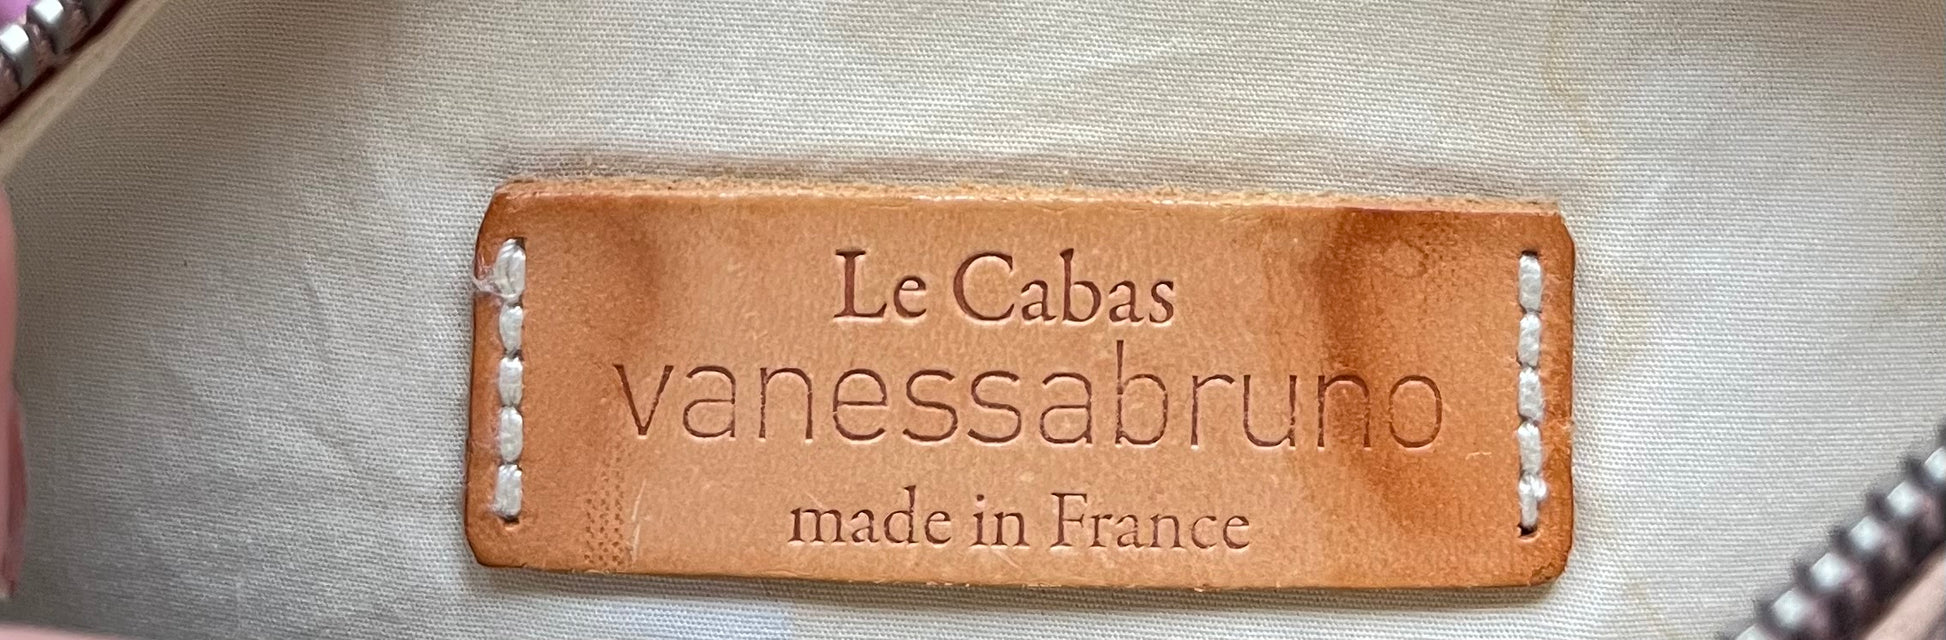 Le Cabas
vanessabruno
made in France